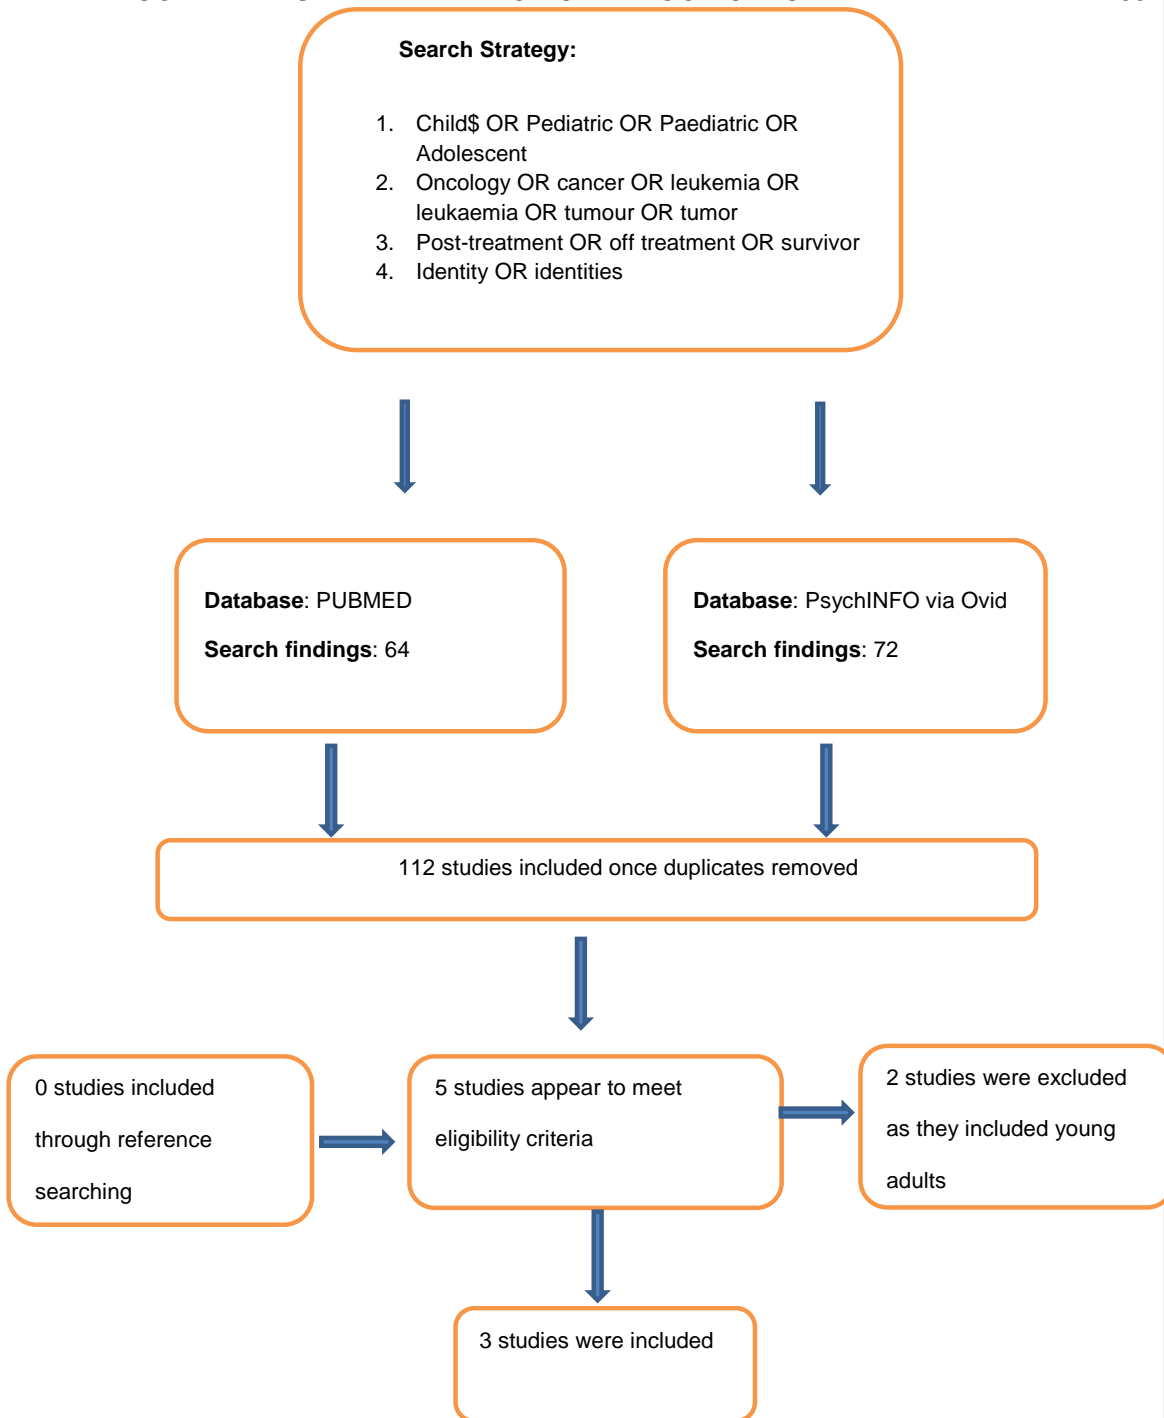 Search Strategy:
1. Child$ OR Pediatric OR Paediatric OR
Adolescent
2. Oncology OR cancer OR leukemia OR
leukaemia OR tumour OR tumor
3. Post-treatment OR off treatment OR survivor
4. Identity OR identities
Database: PUBMED
Search findings: 64
Database: PsychINFO via Ovid
Search findings: 72
112 studies included once duplicates removed
0 studies included
through reference
searching
5 studies appear to meet
eligibility criteria
2 studies were excluded
as they included young
adults
3 studies were included